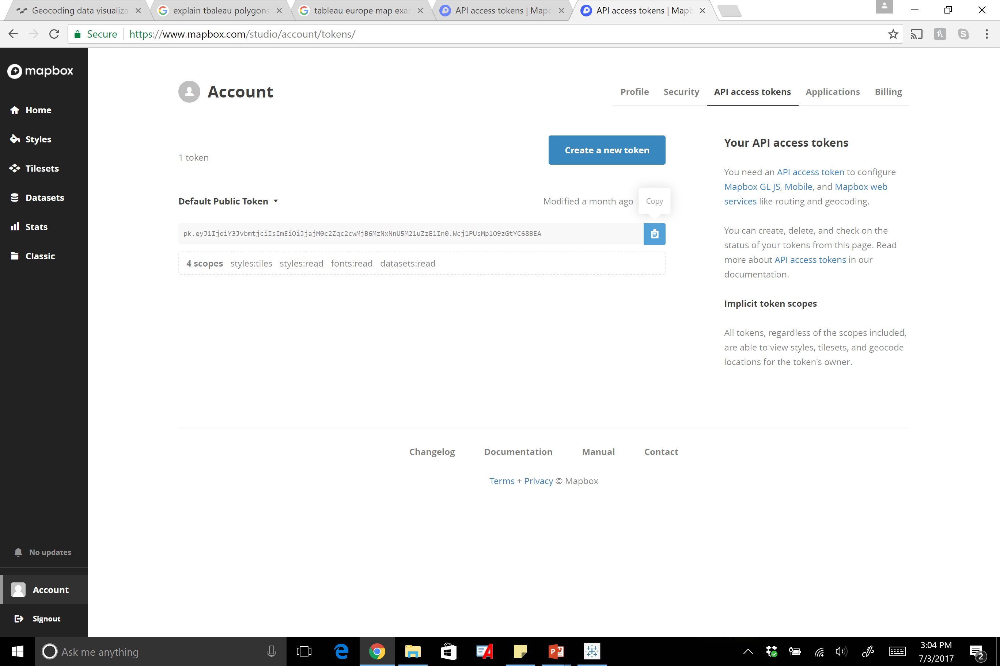 Geocoding data visualiza
explain tbaleau polygons
tableau europe map exar
API access tokens | Mapb
API access tokens | Mapb
Secure
https://www.mapbox.com/studio/account/tokens/
mapbox
Home
Styles
Tilesets
Datasets
Stats
Classic
No updates
Account
Signout
Account
Profile
Security
API access tokens
Applications
Billing
1 token
Create a new token
Default Public Token
Modified a month ago
Copy
pk.eyJ1IjoiY3JvbmtjciIsImEiOiJjajM0c2Zqc2cwMjB6MzNxNnU5M21uZzE1In0.Wcj1PUsMplO9zGtYC68BEA
4 scopes styles:tiles styles:read fonts:read datasets:read
Your API access tokens
You need an API access token to configure
Mapbox GL JS, Mobile, and Mapbox web
services like routing and geocoding.
You can create, delete, and check on the
status of your tokens from this page. Read
more about API access tokens in our
documentation.
Implicit token scopes
All tokens, regardless of the scopes included,
are able to view styles, tilesets, and geocode
locations for the token's owner.
Changelog
Documentation
Manual
Contact
Terms + Privacy © Mapbox
Ask me anything
3:04 PM
7/3/2017
2